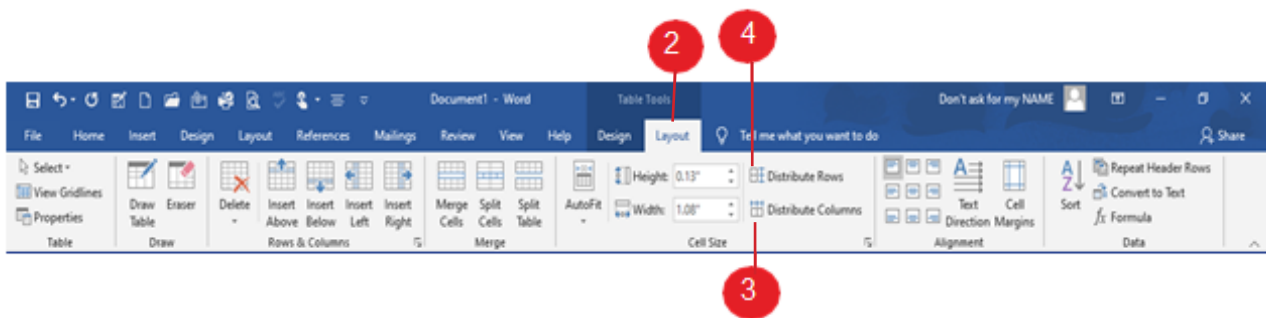 2
4
Document1 - Word
Table Tools
Don't ask for my NAME
File Home Insert Design Layout References Mailings Review View Help Design Layout Tell me what you want to do Share
Select
View Gridlines
Properties
Table
Draw Table
Eraser
Draw
Delete
Insert Above
Insert Below
Insert Left
Insert Right
Rows & Columns
Merge Cells
Split Cells
Split Table
Merge
AutoFit
Height: 0.13"
Width: 1.08"
Distribute Rows
Distribute Columns
Cell Size
Text Direction
Cell Margins
Alignment
A
Z
Sort
Repeat Header Rows
Convert to Text
fx Formula
Data
3